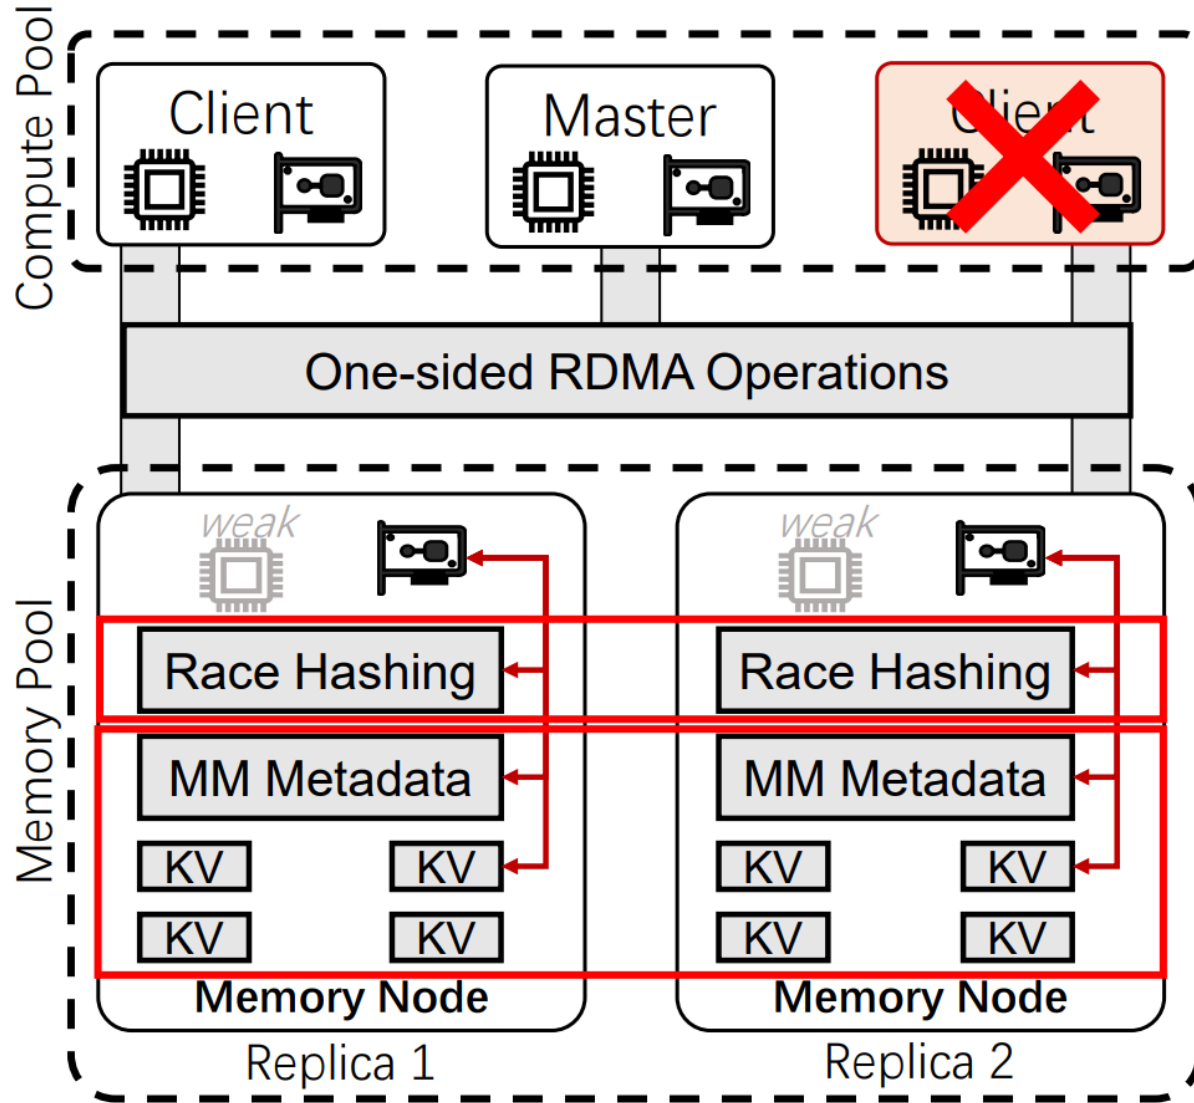 Compute Pool
Client
Master
Client
One-sided RDMA Operations
Memory Pool
weak
weak
Race Hashing
Race Hashing
MM Metadata
MM Metadata
KV
KV
KV
KV
KV
KV
KV
KV
Memory Node
Memory Node
Replica 1
Replica 2